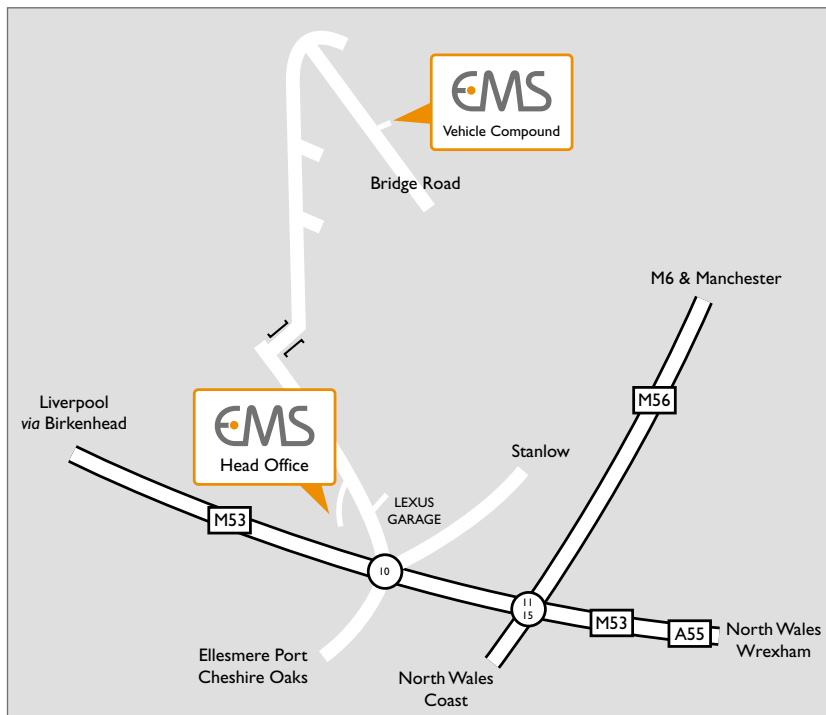 EMS
Vehicle Compound
Bridge Road
M6 & Manchester
M56
Liverpool
via Birkenhead
EMS
Head Office
Stanlow
LEXUS
GARAGE
M53
10
11
15
M53
A55
North Wales
Wrexham
Ellesmere Port
Cheshire Oaks
North Wales
Coast